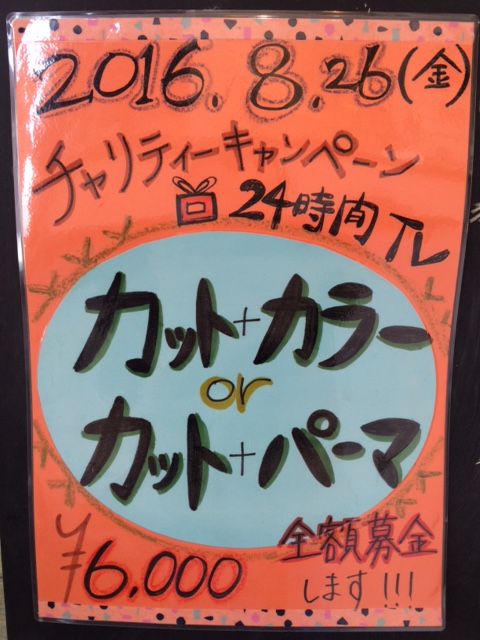 2016.8.26(金)
チャリティーキャンペーン
24時間TV
カット+カラー
or
カット+パーマ
¥6,000
全額募金
します!!!